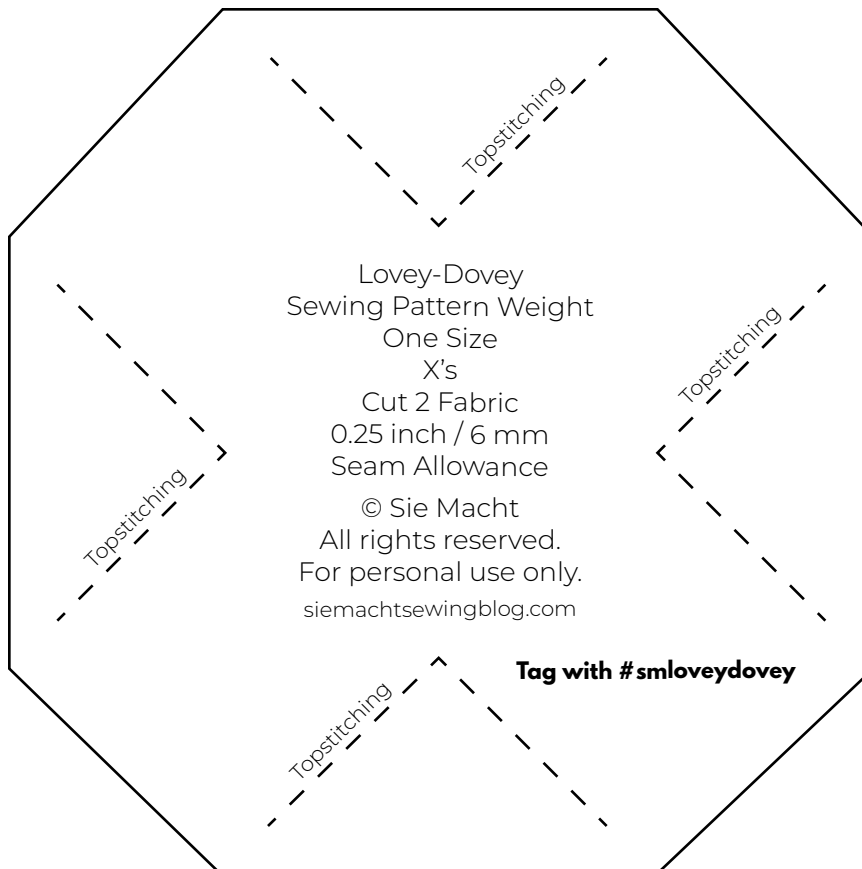 Topstitching
Lovey-Dovey
Sewing Pattern Weight
One Size
X's
Cut 2 Fabric
0.25 inch / 6 mm
Seam Allowance
Topstitching
Topstitching
© Sie Macht
All rights reserved.
For personal use only.
siemachtsewingblog.com
Tag with #smloveydovey
Topstitching